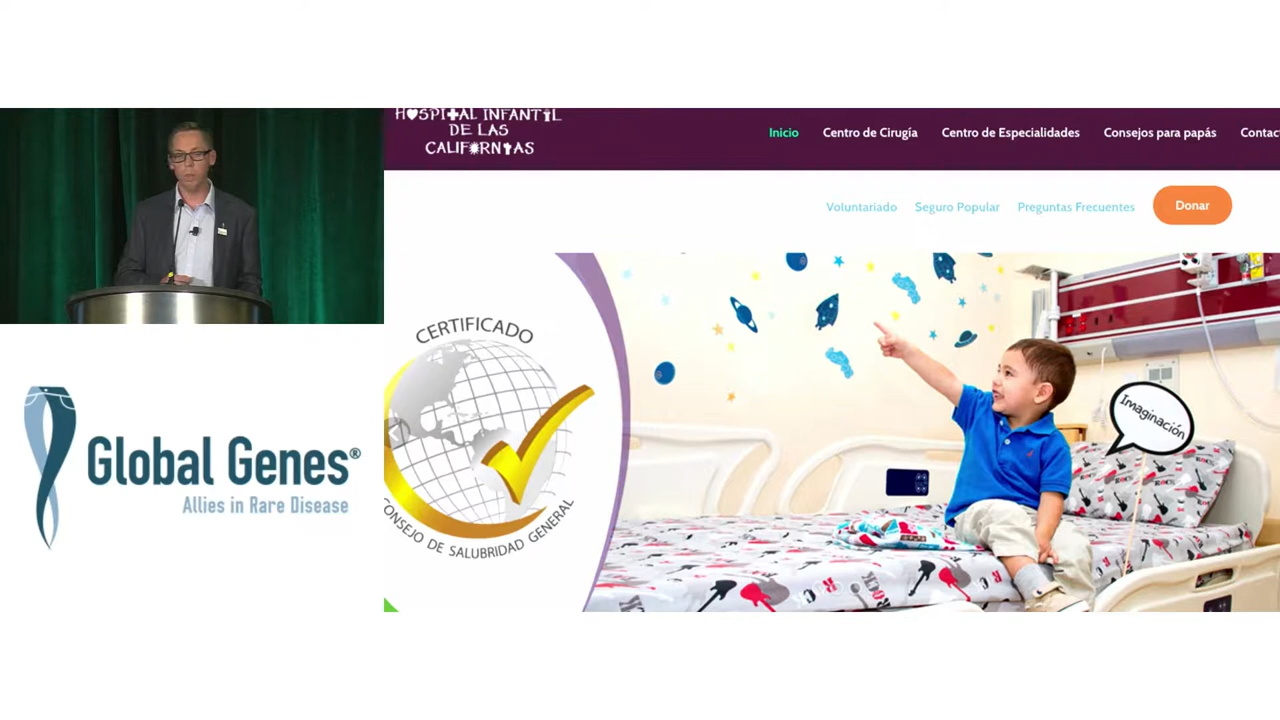 HOSPITAL INFANTIL
DE LAS
CALIFORNIAS
Inicio
Centro de Cirugía
Centro de Especialidades
Consejos para papás
Contac
Voluntariado
Seguro Popular
Preguntas Frecuentes
Donar
CERTIFICADO
CONSEJO DE SALUBRIDAD GENERAL
Imaginación
Global Genes®
Allies in Rare Disease